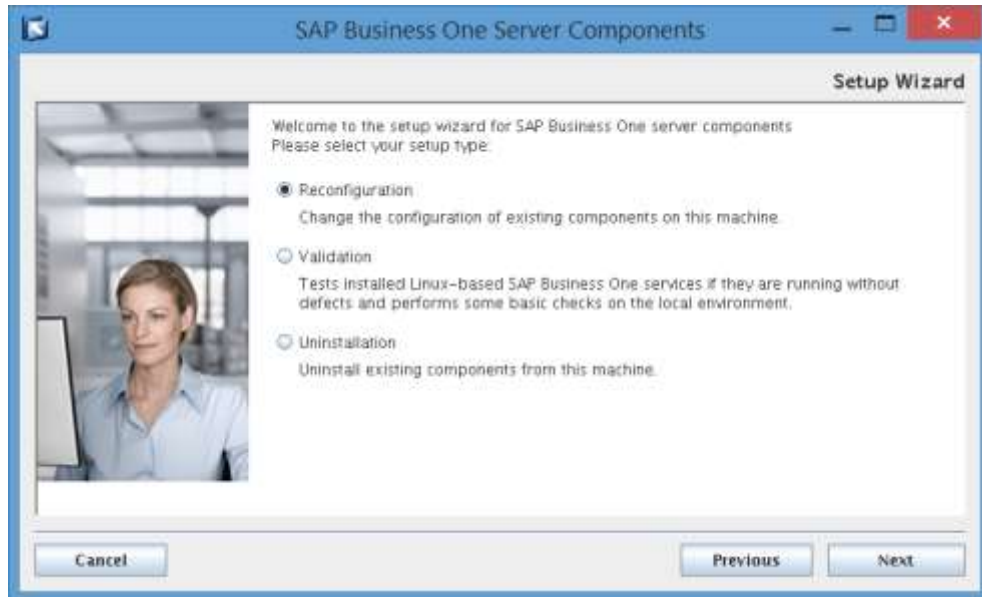 SAP Business One Server Components
Setup Wizard
Welcome to the setup wizard for SAP Business One server components
Please select your setup type:
Reconfiguration
Change the configuration of existing components on this machine.
Validation
Tests installed Linux-based SAP Business One services if they are running without
defects and performs some basic checks on the local environment.
Uninstallation
Uninstall existing components from this machine.
Cancel
Previous
Next